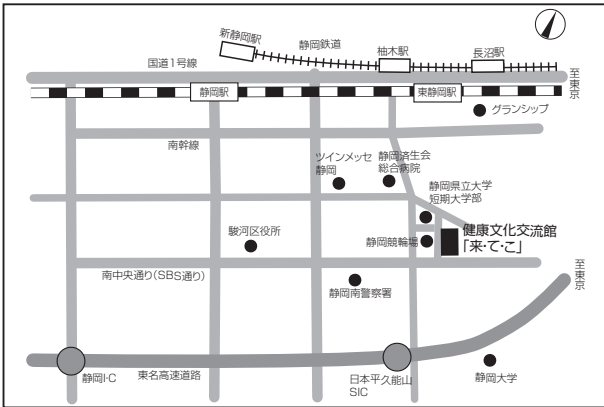 新静岡駅
静岡鉄道
柚木駅
長沼駅
国道1号線
至東京
静岡駅
東静岡駅
グランシップ
南幹線
ツインメッセ
静岡
静岡済生会
総合病院
静岡県立大学
短期大学部
駿河区役所
静岡競輪場
健康文化交流館
「来・て・こ」
南中央通り(SBS通り)
静岡南警察署
至東京
静岡I・C
東名高速道路
日本平久能山
SIC
静岡大学